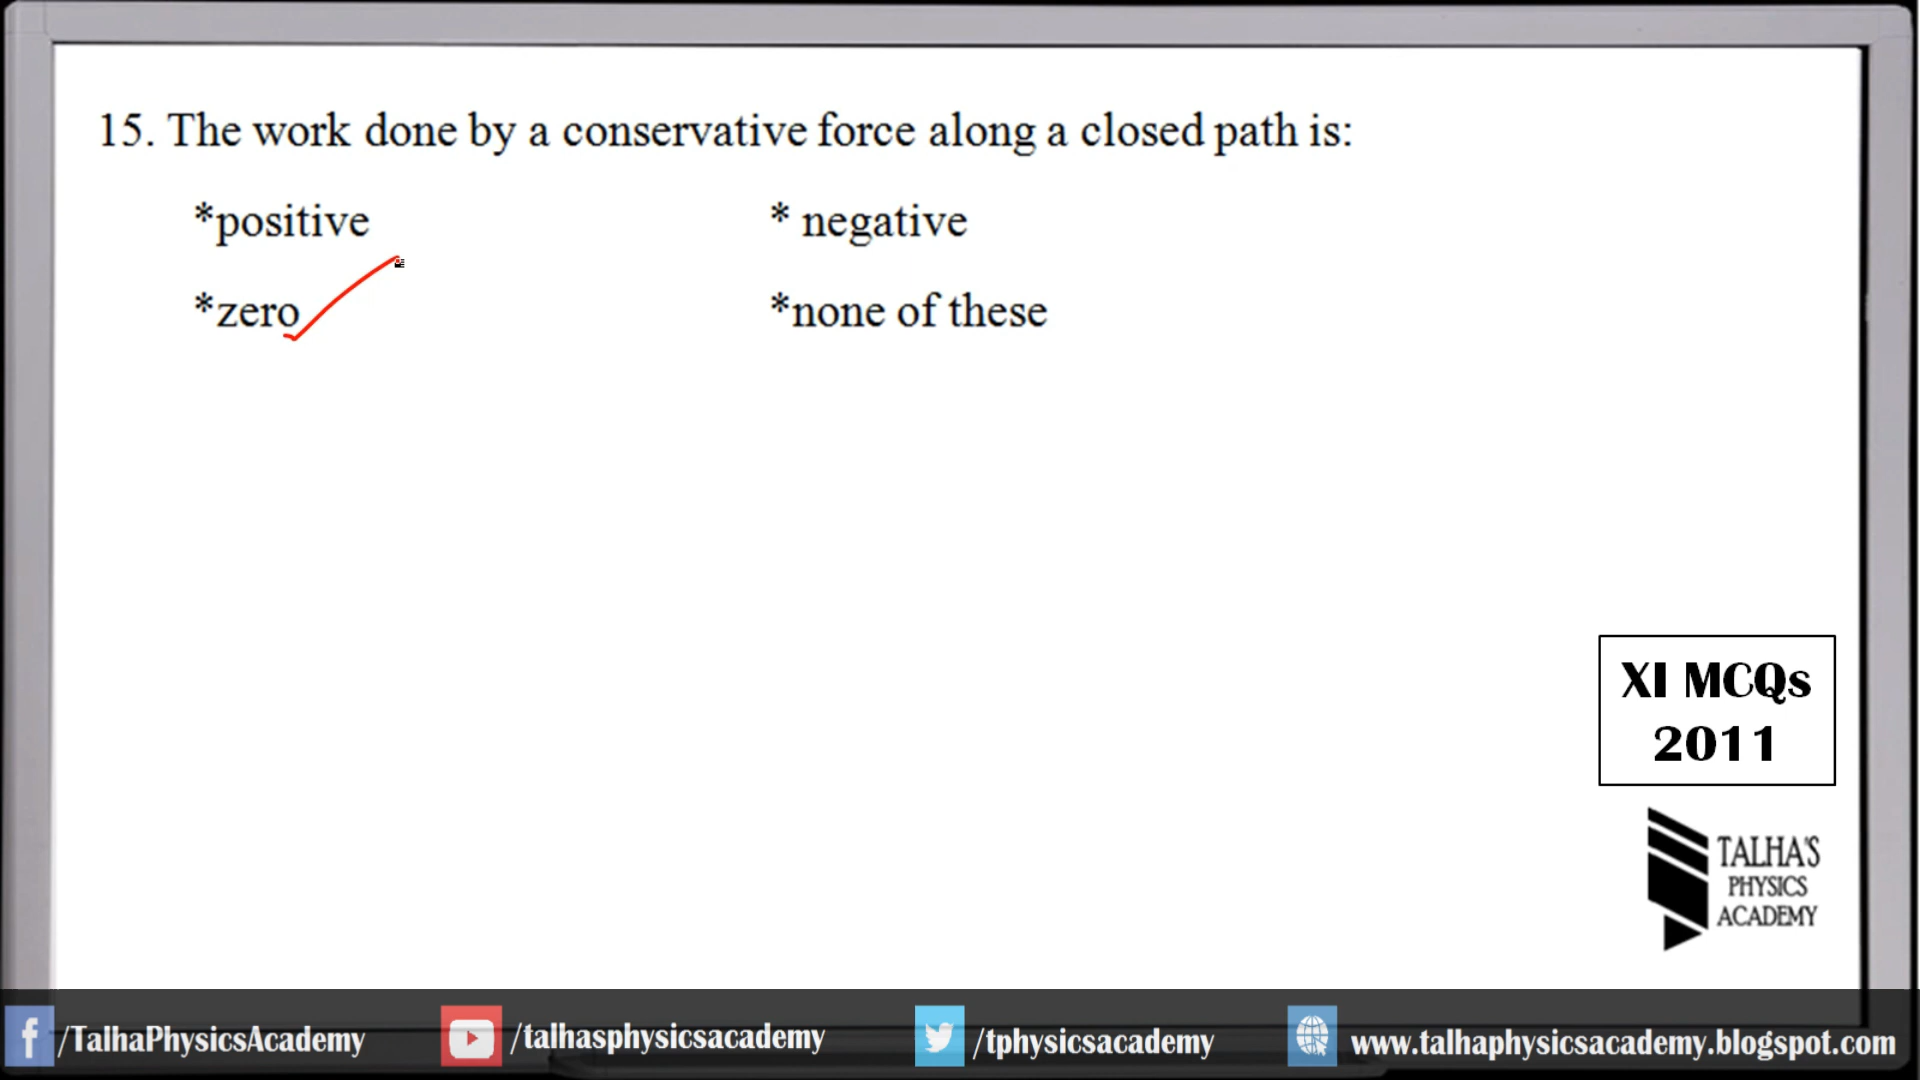 15. The work done by a conservative force along a closed path is:
*positive * negative
*zero *none of these
XI MCQs
2011
TALHA'S
PHYSICS
ACADEMY
/TalhaPhysicsAcademy /talhasphysicsacademy /tphysicsacademy www.talhaphysicsacademy.blogspot.com